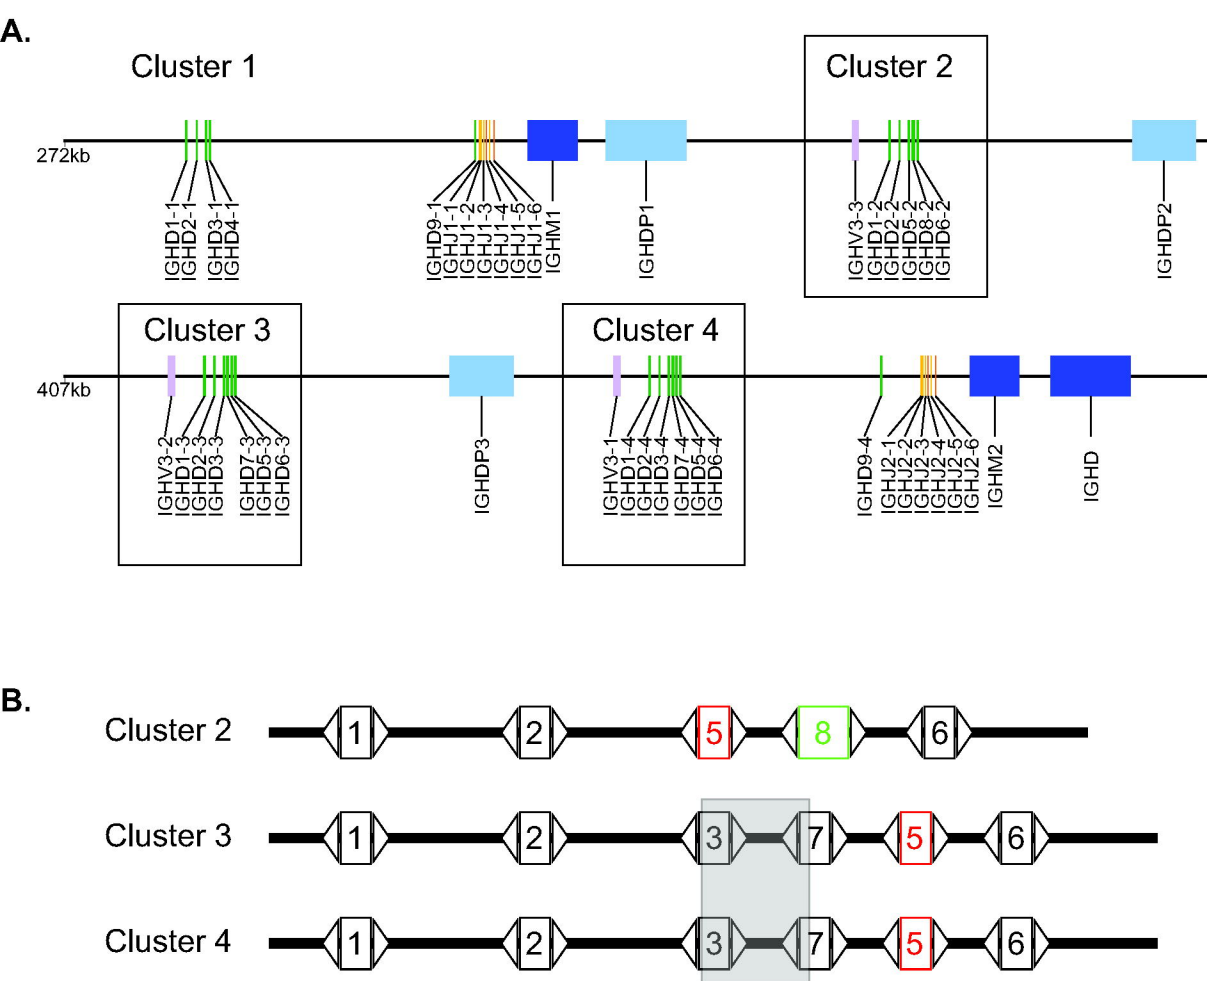 A.
Cluster 1
Cluster 2
272kb
IGHD1-1
IGHD2-1
IGHD3-1
IGHD4-1
IGHD9-1
IGHJ1-1
IGHJ1-2
IGHJ1-3
IGHJ1-4
IGHJ1-5
IGHJ1-6
IGHM1
IGHDP1
IGHV3-3
IGHD1-2
IGHD2-2
IGHD5-2
IGHD8-2
IGHD6-2
IGHDP2
Cluster 3
Cluster 4
407kb
IGHV3-2
IGHD1-3
IGHD2-3
IGHD3-3
IGHD7-3
IGHD5-3
IGHD6-3
IGHDP3
IGHV3-1
IGHD1-4
IGHD2-4
IGHD3-4
IGHD7-4
IGHD5-4
IGHD6-4
IGHD9-4
IGHJ2-1
IGHJ2-2
IGHJ2-3
IGHJ2-4
IGHJ2-5
IGHJ2-6
IGHM2
IGHD
B.
Cluster 2 1 2 5 8 6
Cluster 3 1 2 3 7 5 6
Cluster 4 1 2 3 7 5 6